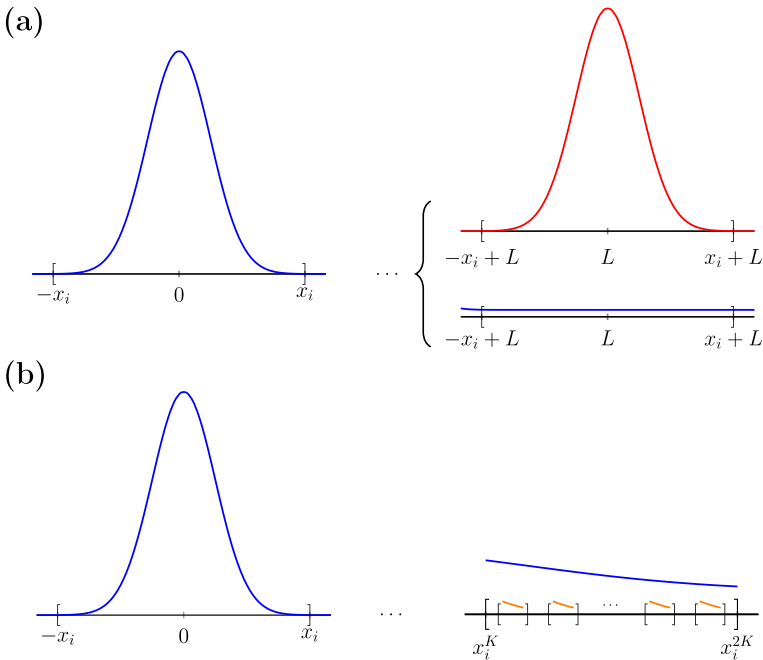 (a)
$-x_i$ 0 $x_i$ ...
$-x_i + L$ $L$ $x_i + L$
$-x_i + L$ $L$ $x_i + L$
(b)
...
$-x_i$ 0 $x_i$ ... $x_i^K$ $x_i^{2K}$